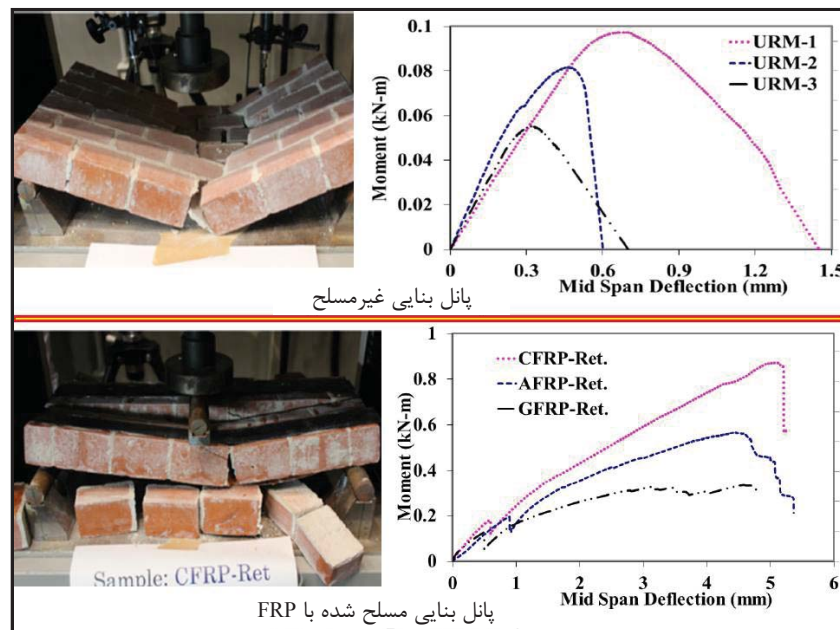 0.1
0.08
0.06
0.04
0.02
0
Moment (kN-m)
URM-1
URM-2
URM-3
0 0.3 0.6 0.9 1.2 1.5
Mid Span Deflection (mm)
پانل بنایی غیرمسلح
1
0.8
0.6
0.4
0.2
0
Moment (kN-m)
CFRP-Ret.
AFRP-Ret.
GFRP-Ret.
0 1 2 3 4 5 6
Mid Span Deflection (mm)
Sample: CFRP-Ret
پانل بنایی مسلح شده با FRP